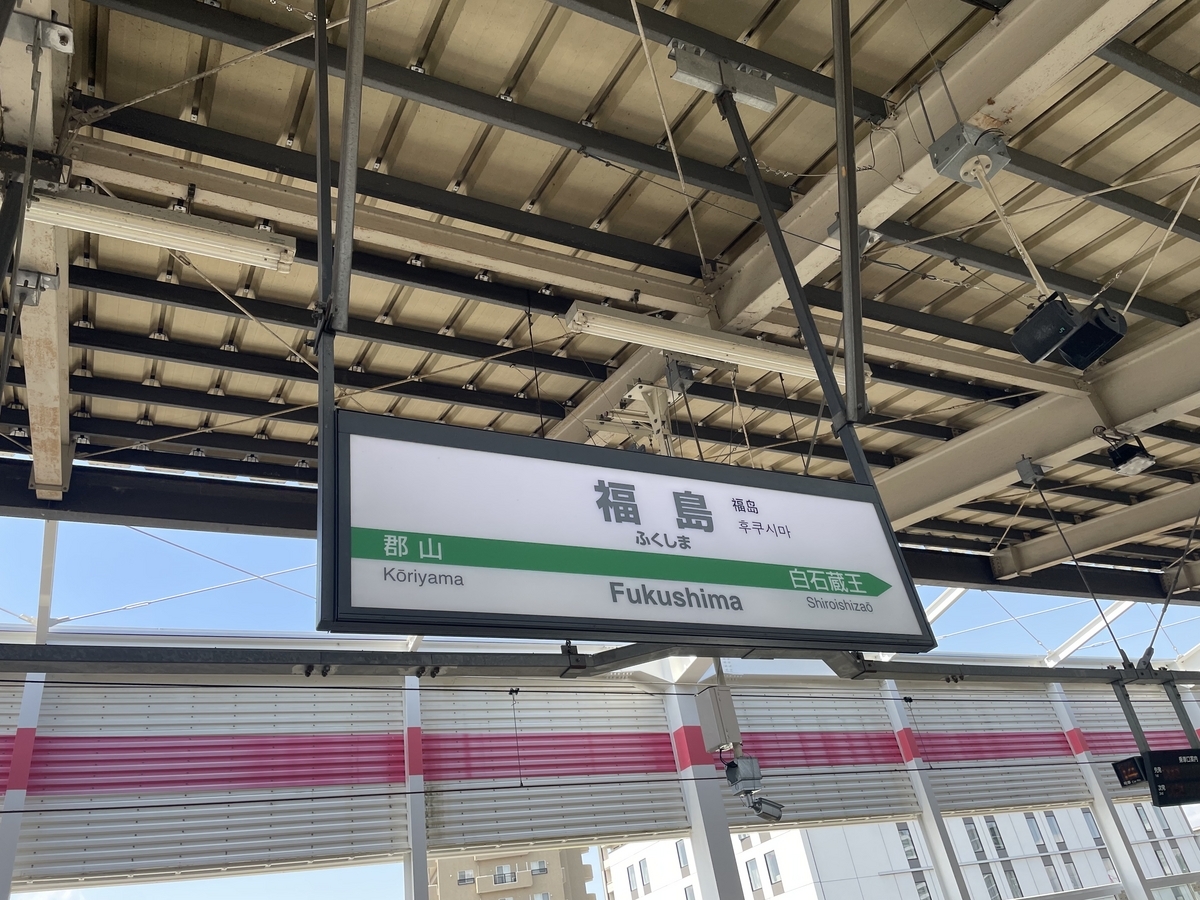 福島
福岛
후쿠시마
ふくしま
郡山
白石蔵王
Kōriyama
Fukushima
Shiroishizaō